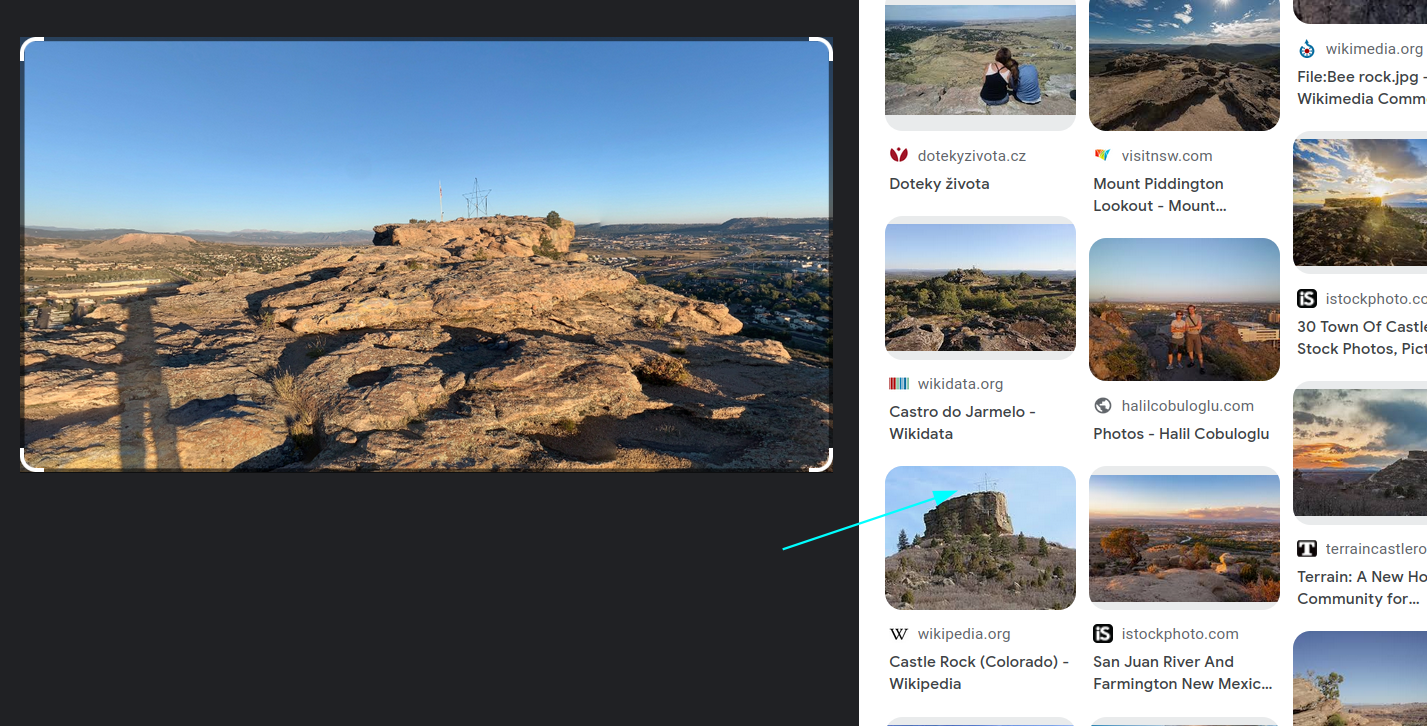 dotekyzivota.cz
Doteky života
wikidata.org
Castro do Jarmelo -
Wikidata
W wikipedia.org
Castle Rock (Colorado) -
Wikipedia
visitnsw.com
Mount Piddington
Lookout - Mount...
halilcobuloglu.com
Photos - Halil Cobuloglu
iS istockphoto.com
San Juan River And
Farmington New Mexic...
wikimedia.org
File:Bee rock.jpg -
Wikimedia Comm
iS istockphoto.co
30 Town Of Castle
Stock Photos, Pict
T terraincastlero
Terrain: A New Ho
Community for...